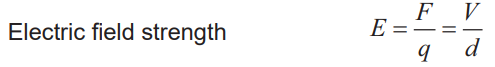 Electric field strength E = F/q = V/d